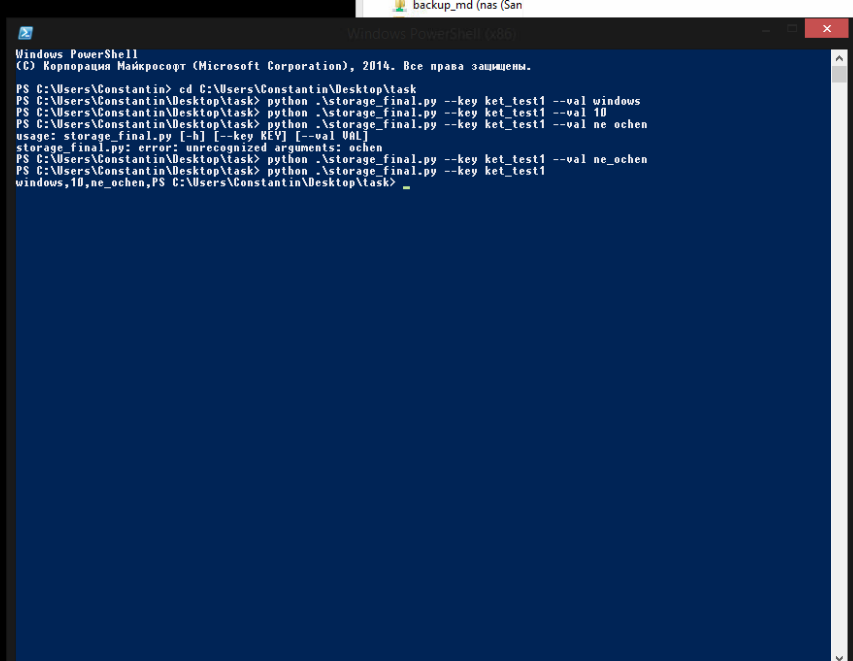 backup_md (nas (San
Windows PowerShell (x86)
Windows PowerShell
(C) Корпорация Майкрософт (Microsoft Corporation), 2014. Все права защищены.
PS C:\Users\Constantin> cd C:\Users\Constantin\Desktop\task
PS C:\Users\Constantin\Desktop\task> python .\storage_final.py --key ket_test1 --val windows
PS C:\Users\Constantin\Desktop\task> python .\storage_final.py --key ket_test1 --val 10
PS C:\Users\Constantin\Desktop\task> python .\storage_final.py --key ket_test1 --val ne ochen
usage: storage_final.py [-h] [--key KEY] [--val VAL]
storage_final.py: error: unrecognized arguments: ochen
PS C:\Users\Constantin\Desktop\task> python .\storage_final.py --key ket_test1 --val ne_ochen
PS C:\Users\Constantin\Desktop\task> python .\storage_final.py --key ket_test1
windows,10,ne_ochen,PS C:\Users\Constantin\Desktop\task>